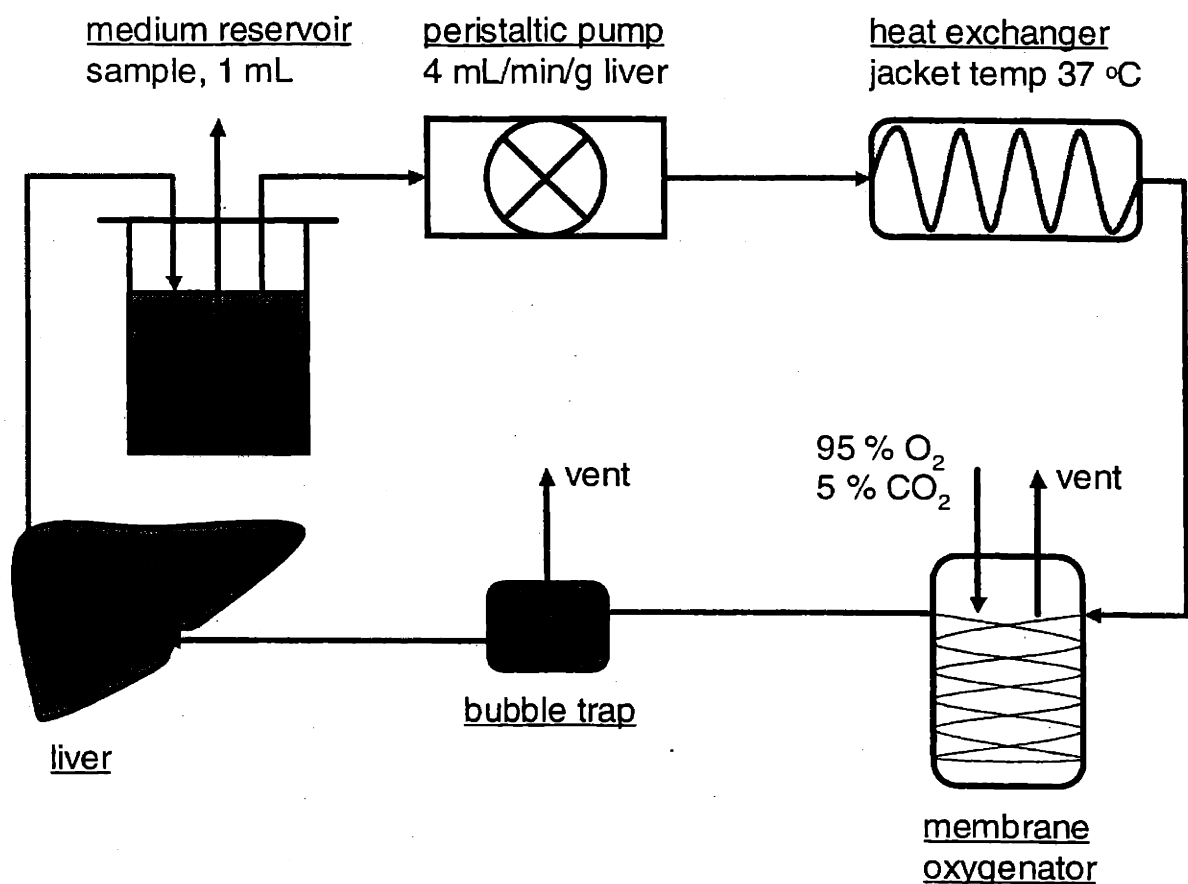 medium reservoir
sample, 1 mL
peristaltic pump
4 mL/min/g liver
heat exchanger
jacket temp 37 ºC
95 % O₂
5 % CO₂
vent
vent
bubble trap
liver
membrane
oxygenator